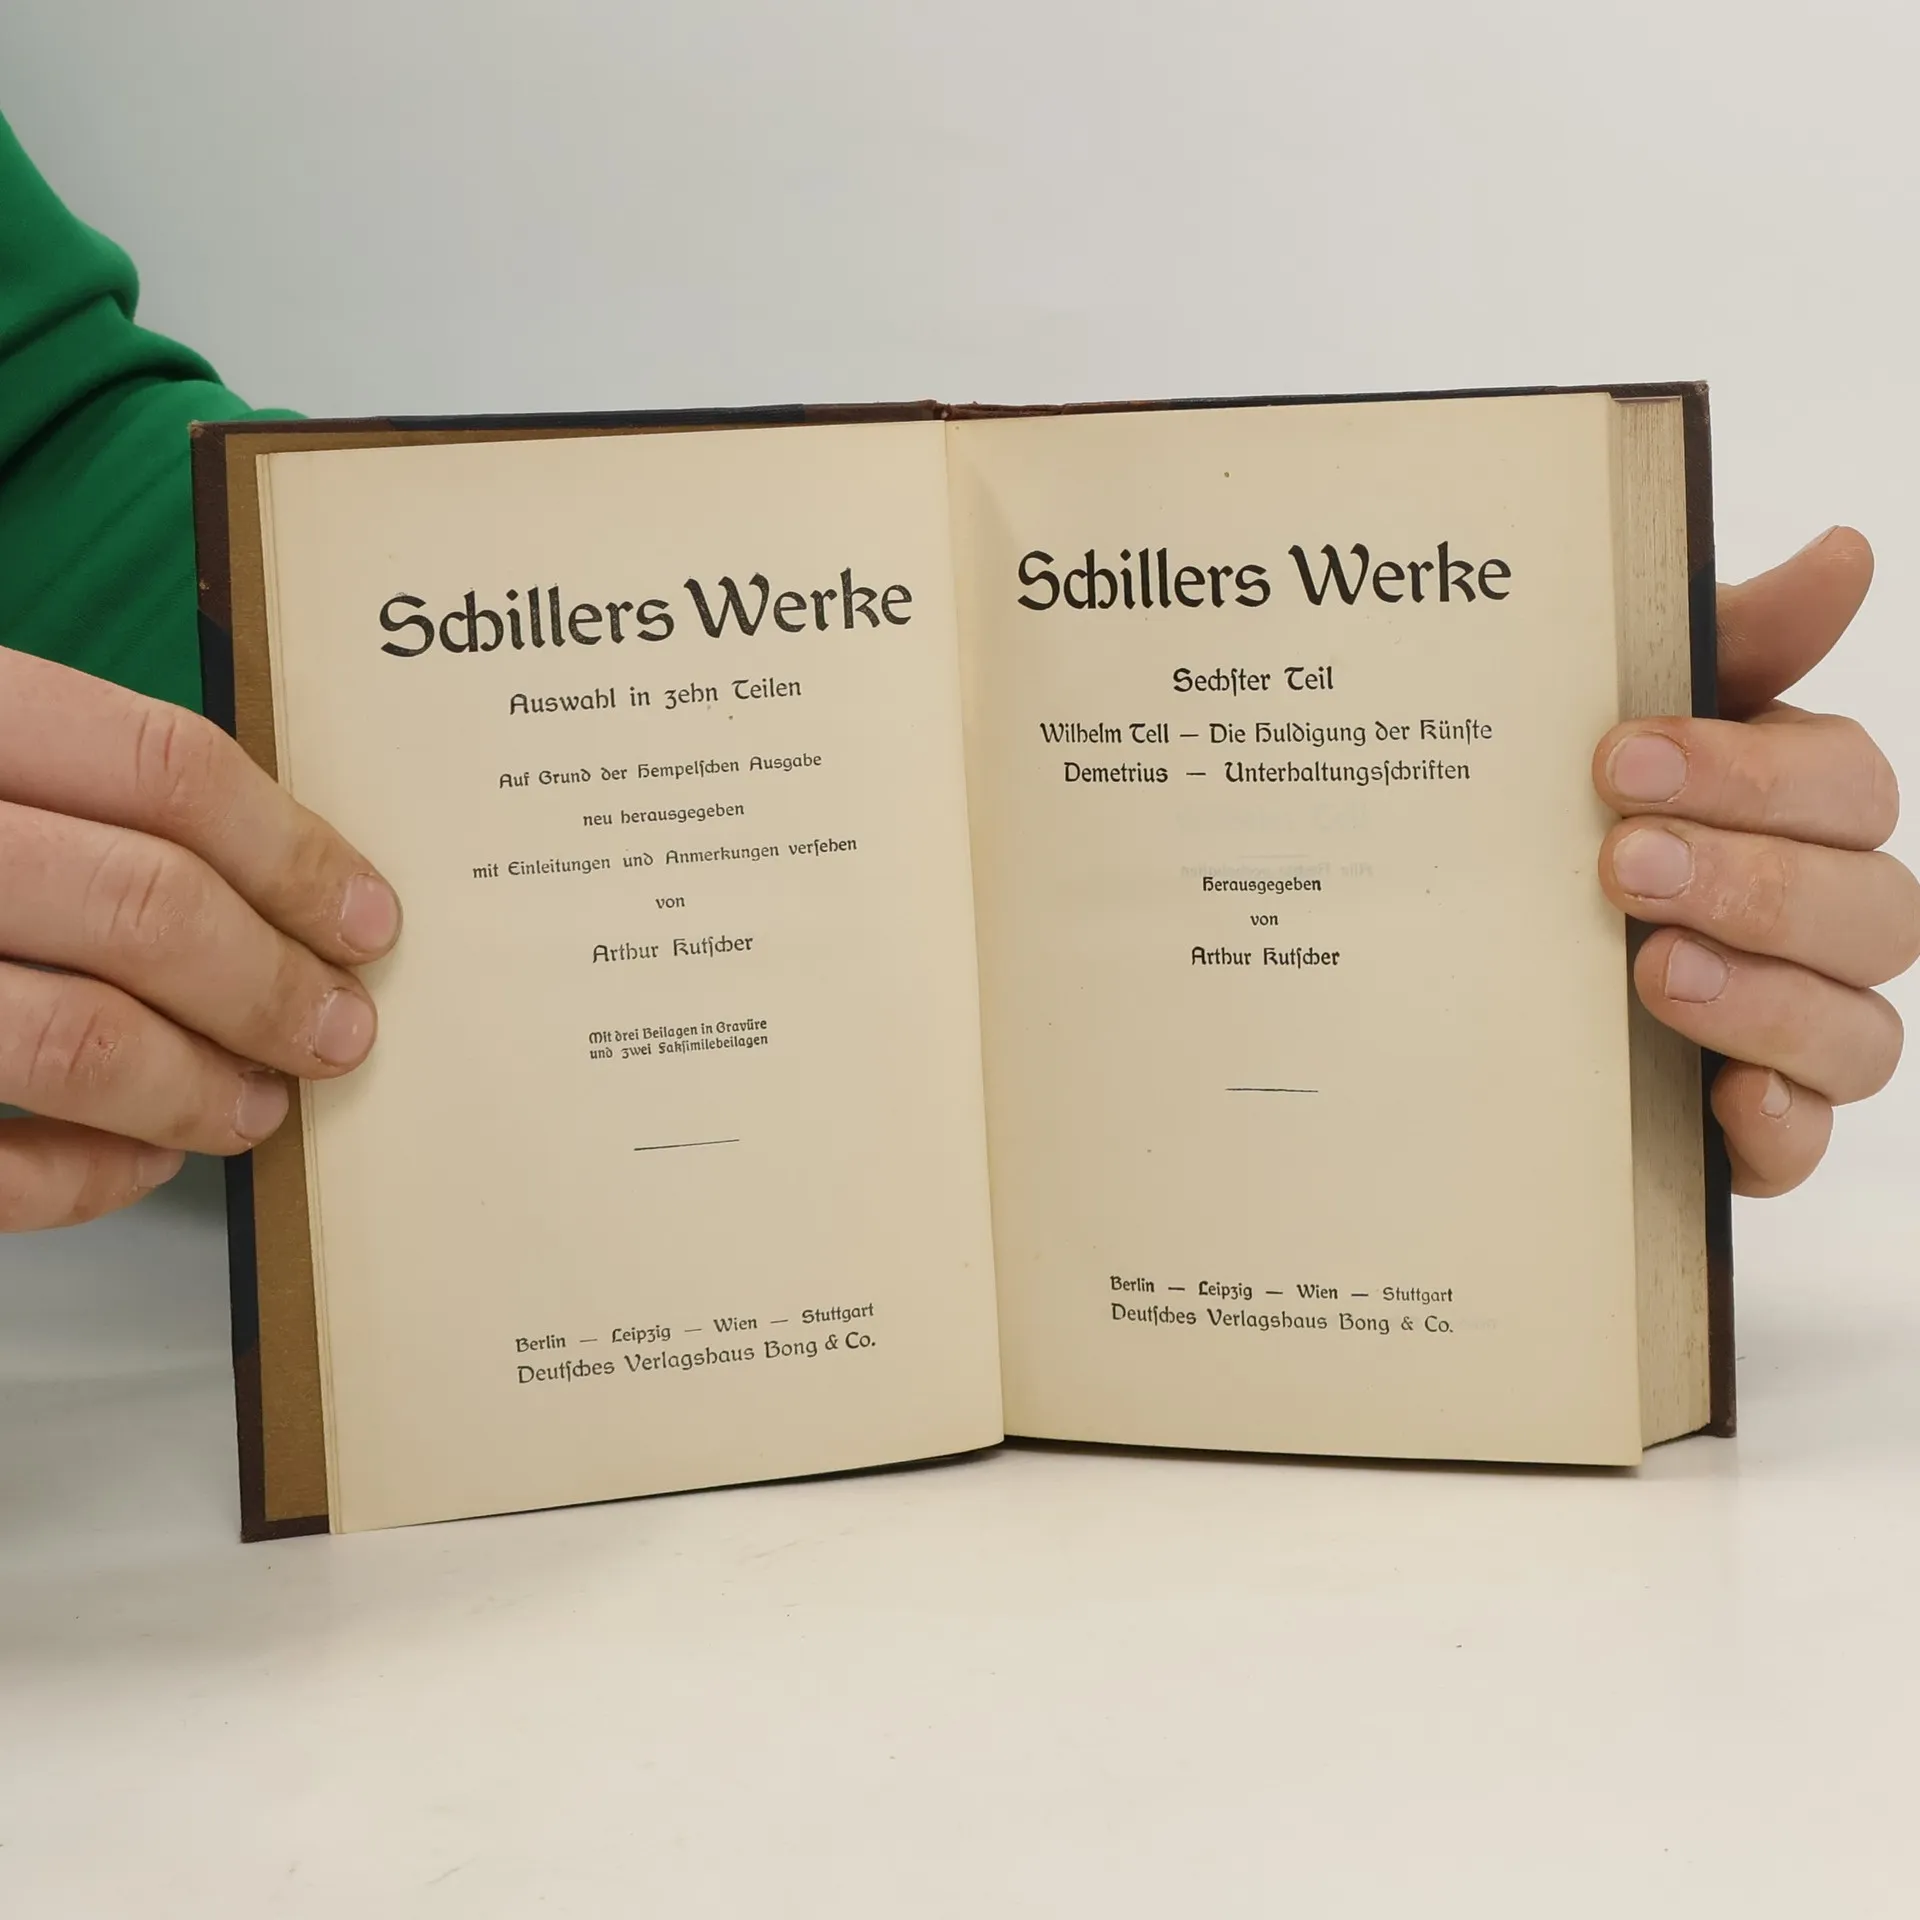 Schillers Werke
Auswahl in zehn Teilen
Auf Grund der Hempelſchen Ausgabe
neu herausgegeben
mit Einleitungen und Anmerkungen verſehen
von
Arthur Kutſcher
Mit drei Beilagen in Gravüre
und zwei Fakſimilebeilagen
Berlin — Leipzig — Wien — Stuttgart
Deutſches Verlagshaus Bong & Co.
Schillers Werke
Sechſter Teil
Wilhelm Tell — Die Huldigung der Künſte
Demetrius — Unterhaltungsſchriften
Herausgegeben
von
Arthur Kutſcher
Berlin — Leipzig — Wien — Stuttgart
Deutſches Verlagshaus Bong & Co.